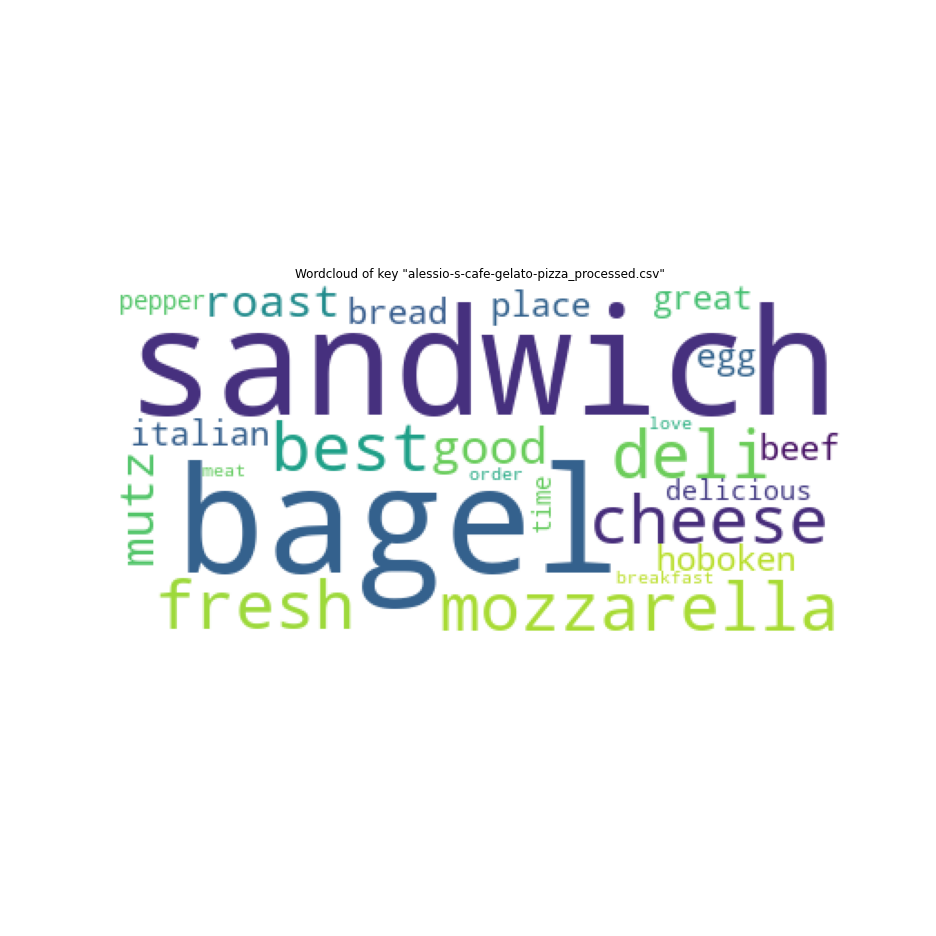 Wordcloud of key "alessio-s-cafe-gelato-pizza_processed.csv"
pepper roast bread place great
sandwich
egg
italian best good love deli beef
mutz meat order time delicious
bagel cheese
hoboken
breakfast
fresh mozzarella